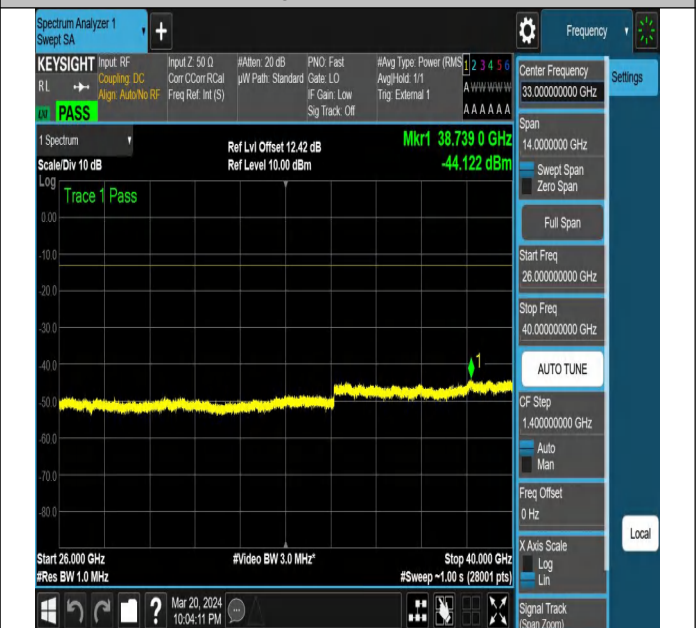 Spectrum Analyzer 1
Swept SA
Frequency
KEYSIGHT
RL
PASS
Input: RF
Coupling: DC
Align: Auto/No RF
Input Z: 50 Ω
Corr CCorr RCal
Freq Ref: Int (S)
#Atten: 20 dB
µW Path: Standard
PNO: Fast
Gate: LO
IF Gain: Low
Sig Track: Off
#Avg Type: Power (RMS
Avg|Hold: 1/1
Trig: External 1
1 2 3 4 5 6
A W W W W W
A A A A A A
Center Frequency
33.000000000 GHz
Settings
Span
14.0000000 GHz
Swept Span
Zero Span
Full Span
Start Freq
26.000000000 GHz
Stop Freq
40.000000000 GHz
AUTO TUNE
CF Step
1.400000000 GHz
Auto
Man
Freq Offset
0 Hz
X Axis Scale
Log
Lin
Signal Track
(Span Zoom)
Local
1 Spectrum
Scale/Div 10 dB
Log
Ref Lvl Offset 12.42 dB
Ref Level 10.00 dBm
Mkr1 38.739 0 GHz
-44.122 dBm
Trace 1 Pass
0.00
-10.0
-20.0
-30.0
-40.0
-50.0
-60.0
-70.0
-80.0
1
Start 26.000 GHz
#Res BW 1.0 MHz
#Video BW 3.0 MHz*
Stop 40.000 GHz
#Sweep ~1.00 s (28001 pts)
?
Mar 20, 2024
10:04:11 PM